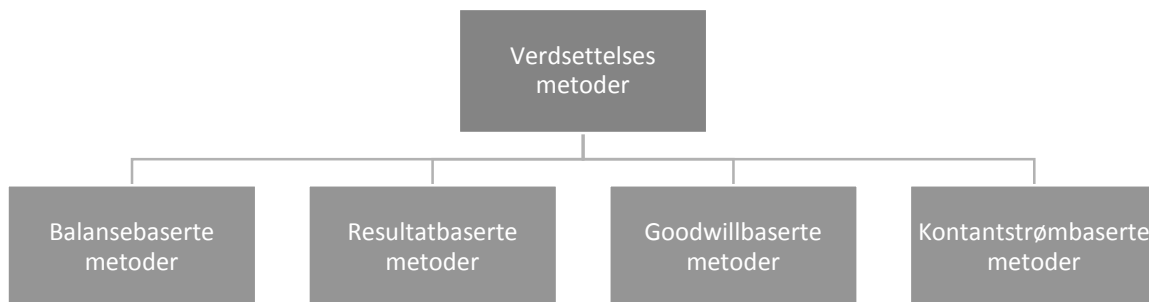 Verdsettelses
metoder
Balansebaserte
metoder
Resultatbaserte
metoder
Goodwillbaserte
metoder
Kontantstrømbaserte
metoder